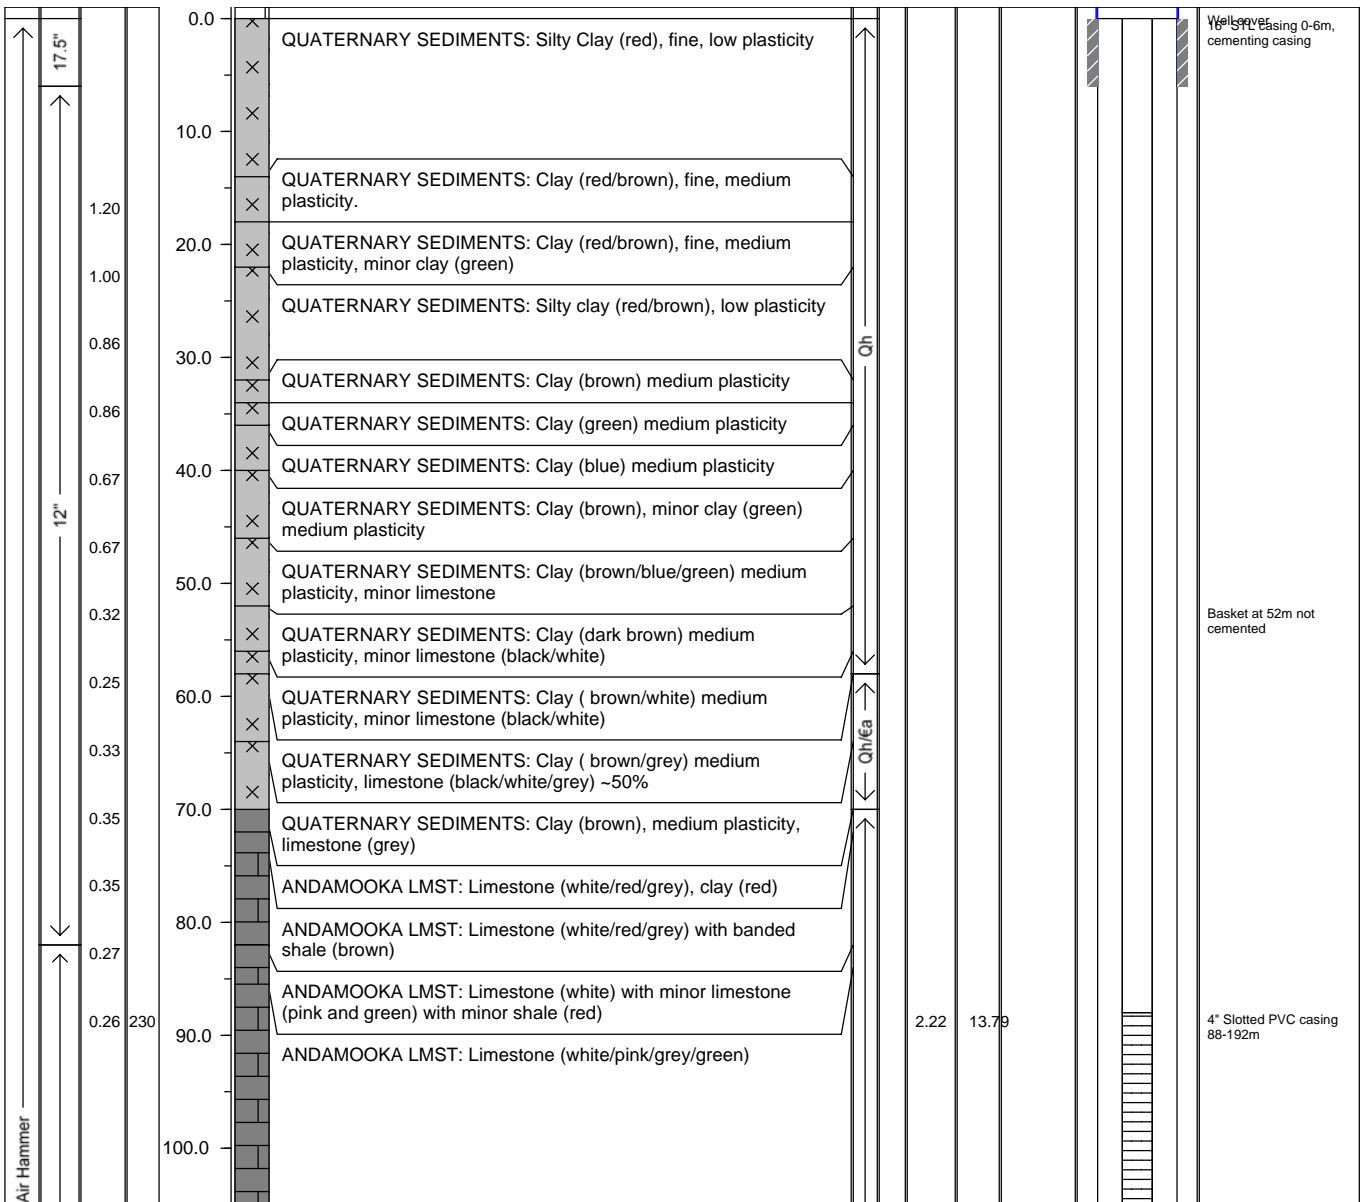 0.0
QUATERNARY SEDIMENTS: Silty Clay (red), fine, low plasticity
Well cover
16" STL casing 0-6m,
cementing casing
17.5"
10.0
QUATERNARY SEDIMENTS: Clay (red/brown), fine, medium
plasticity.
1.20
20.0
QUATERNARY SEDIMENTS: Clay (red/brown), fine, medium
plasticity, minor clay (green)
1.00
QUATERNARY SEDIMENTS: Silty clay (red/brown), low plasticity
0.86
30.0
Qh
QUATERNARY SEDIMENTS: Clay (brown) medium plasticity
0.86
QUATERNARY SEDIMENTS: Clay (green) medium plasticity
40.0
QUATERNARY SEDIMENTS: Clay (blue) medium plasticity
0.67
12"
QUATERNARY SEDIMENTS: Clay (brown), minor clay (green)
medium plasticity
0.67
50.0
QUATERNARY SEDIMENTS: Clay (brown/blue/green) medium
plasticity, minor limestone
0.32
Basket at 52m not
cemented
QUATERNARY SEDIMENTS: Clay (dark brown) medium
plasticity, minor limestone (black/white)
0.25
60.0
QUATERNARY SEDIMENTS: Clay ( brown/white) medium
plasticity, minor limestone (black/white)
Qh/€a
0.33
QUATERNARY SEDIMENTS: Clay ( brown/grey) medium
plasticity, limestone (black/white/grey) ~50%
70.0
0.35
QUATERNARY SEDIMENTS: Clay (brown), medium plasticity,
limestone (grey)
0.35
ANDAMOOKA LMST: Limestone (white/red/grey), clay (red)
80.0
ANDAMOOKA LMST: Limestone (white/red/grey) with banded
shale (brown)
0.27
ANDAMOOKA LMST: Limestone (white) with minor limestone
(pink and green) with minor shale (red)
0.26 230
2.22 13.79
4" Slotted PVC casing
88-192m
90.0
ANDAMOOKA LMST: Limestone (white/pink/grey/green)
100.0
Air Hammer